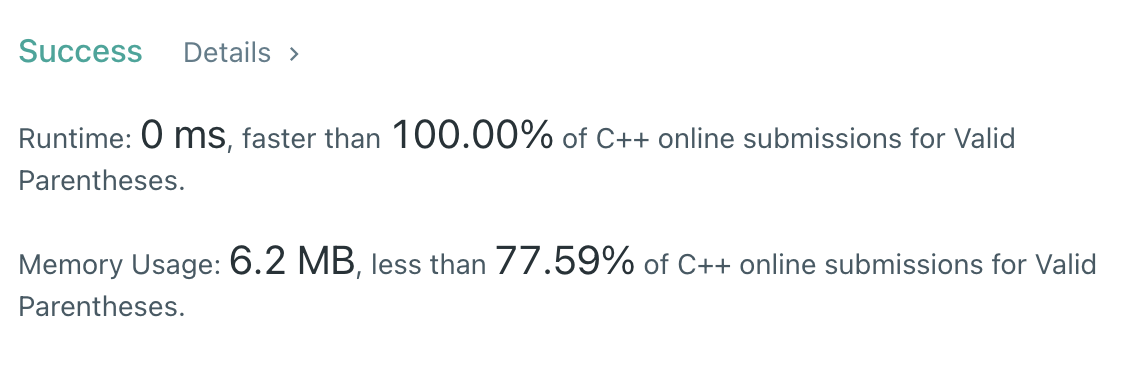 Success Details >
Runtime: 0 ms, faster than 100.00% of C++ online submissions for Valid
Parentheses.
Memory Usage: 6.2 MB, less than 77.59% of C++ online submissions for Valid
Parentheses.